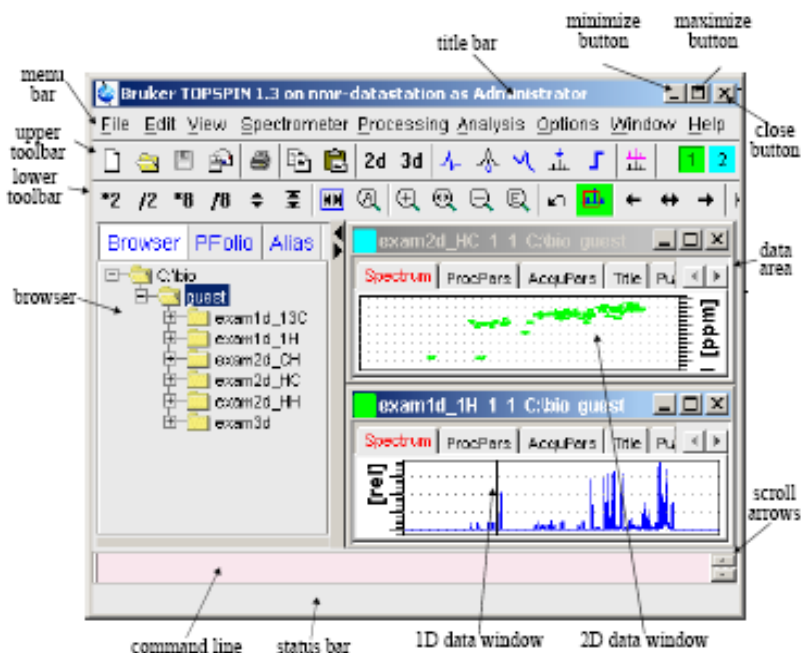 minimize
button
maximize
button
title bar
menu
bar
Bruker TOPSPIN 1.3 on nmr-datastation as Administrator
File Edit View Spectrometer Processing Analysis Options Window Help
close
button
upper
toolbar
2d 3d 1 2
lower
toolbar
*2 /2 *8 /8
Browser PFolio Alias
exam2d_HC 1 1 C:\bio guest
data
area
Spectrum ProcPars AcquPars Title Pu
browser
C:\bio
guest
exam1d_13C
exam1d_1H
exam2d_CH
exam2d_HC
exam2d_HH
exam3d
[ppm]
exam1d_1H 1 1 C:\bio guest
Spectrum ProcPars AcquPars Title Pu
[rel]
scroll
arrows
command line
status bar
1D data window
2D data window